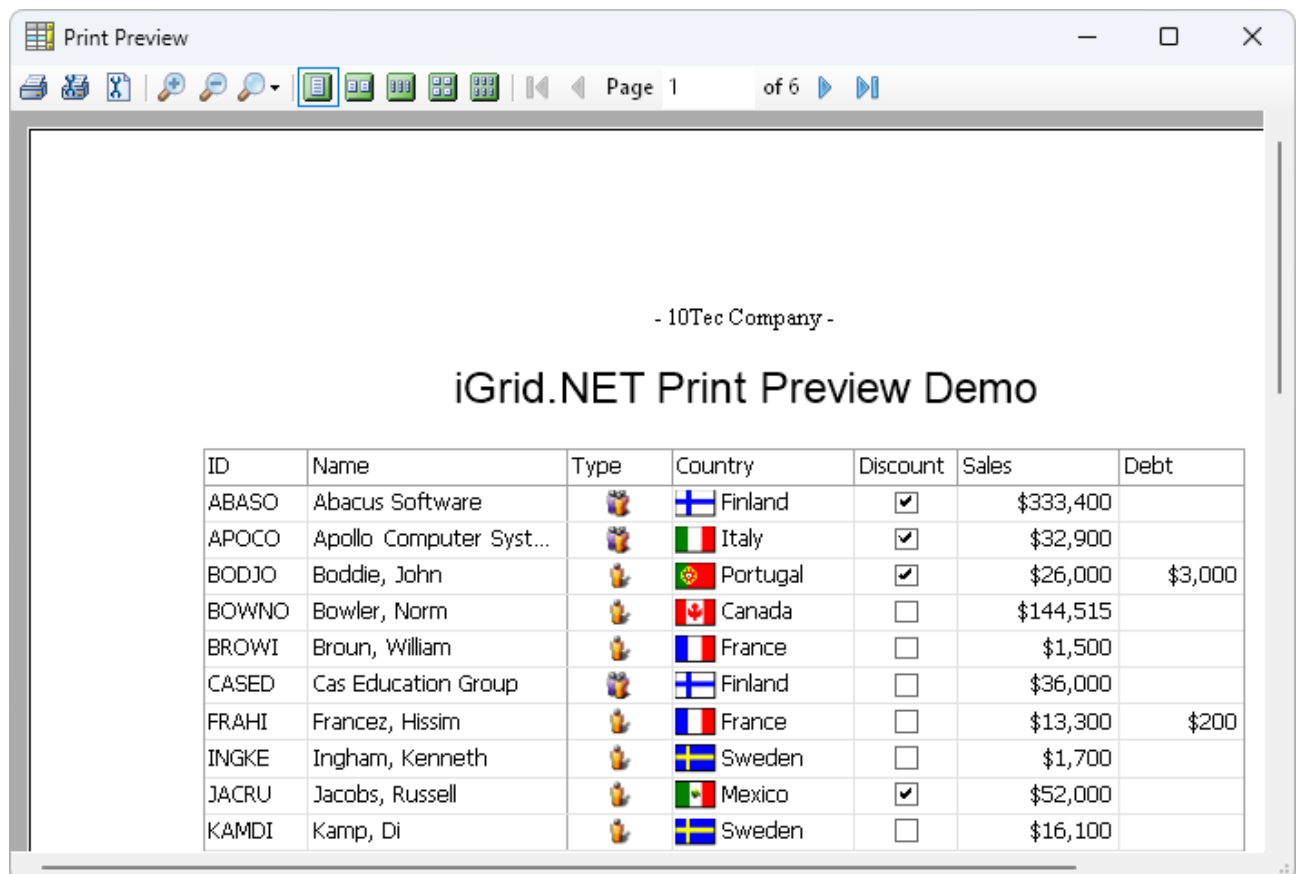 Print Preview
Page 1 of 6
- 10Tec Company -
iGrid.NET Print Preview Demo
ID Name Type Country Discount Sales Debt
ABASO Abacus Software Finland $333,400
APOCO Apollo Computer Syst... Italy $32,900
BODJO Boddie, John Portugal $26,000 $3,000
BOWNO Bowler, Norm Canada $144,515
BROWI Broun, William France $1,500
CASED Cas Education Group Finland $36,000
FRAHI Francez, Hissim France $13,300 $200
INGKE Ingham, Kenneth Sweden $1,700
JACRU Jacobs, Russell Mexico $52,000
KAMDI Kamp, Di Sweden $16,100